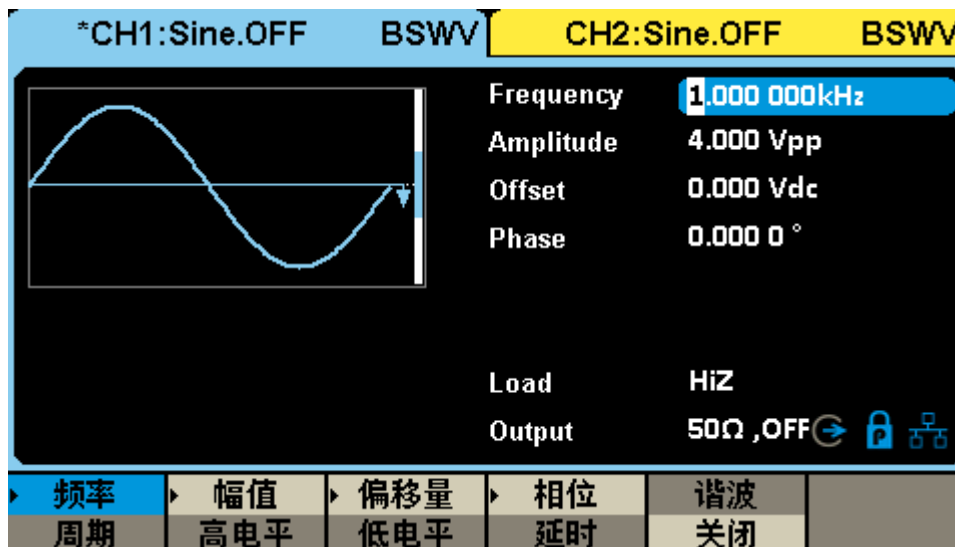 *CH1:Sine.OFF BSWV CH2:Sine.OFF BSWV
Frequency 1.000 000kHz
Amplitude 4.000 Vpp
Offset 0.000 Vdc
Phase 0.000 0 °
Load HiZ
Output 50Ω ,OFF P
频率 幅值 偏移量 相位 谐波
周期 高电平 低电平 延时 关闭